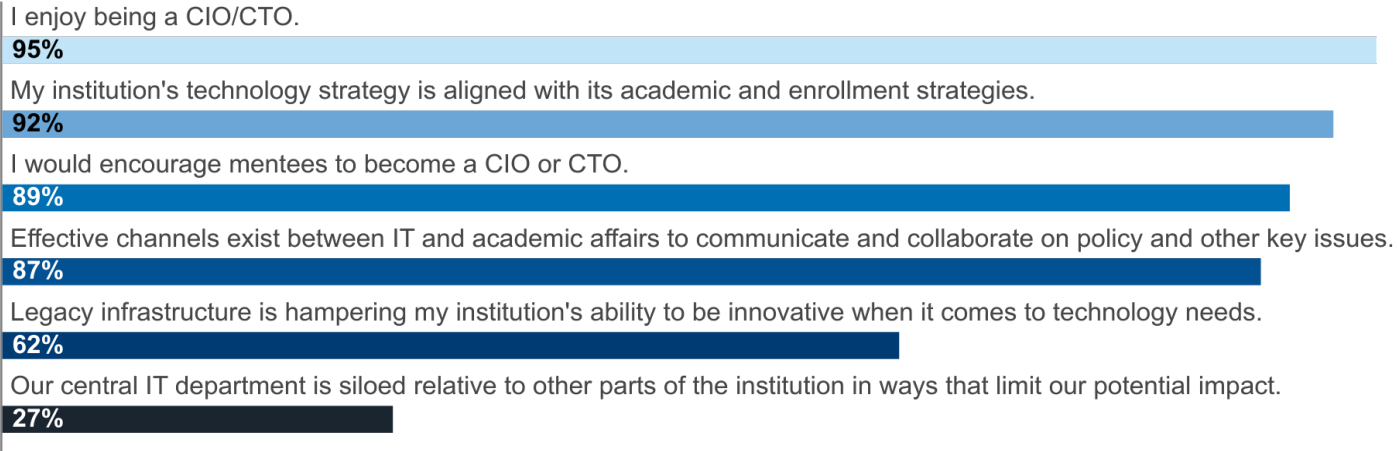 I enjoy being a CIO/CTO.
95%
My institution's technology strategy is aligned with its academic and enrollment strategies.
92%
I would encourage mentees to become a CIO or CTO.
89%
Effective channels exist between IT and academic affairs to communicate and collaborate on policy and other key issues.
87%
Legacy infrastructure is hampering my institution's ability to be innovative when it comes to technology needs.
62%
Our central IT department is siloed relative to other parts of the institution in ways that limit our potential impact.
27%